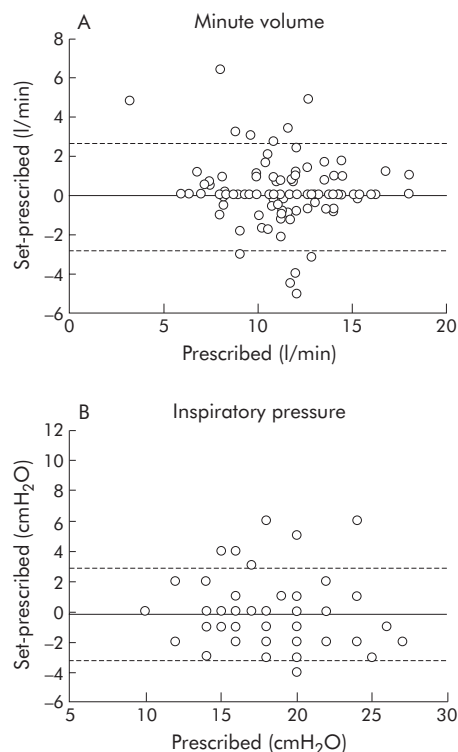 A Minute volume
8
6
4
2
0
−2
−4
−6
Set-prescribed (l/min)
0 5 10 15 20
Prescribed (l/min)
B Inspiratory pressure
12
10
8
6
4
2
0
−2
−4
−6
Set-prescribed (cmH₂O)
5 10 15 20 25 30
Prescribed (cmH₂O)